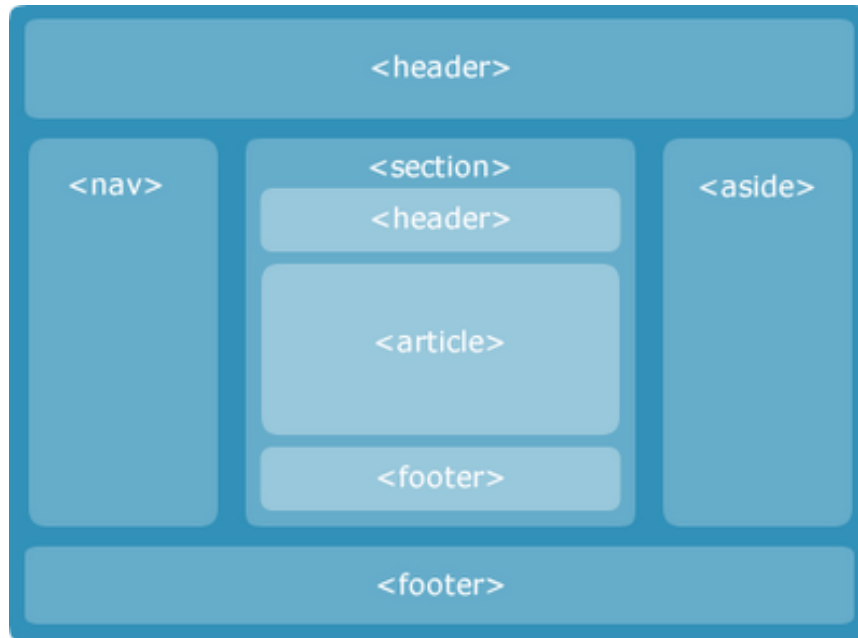 <header>
<nav>
<section>
<header>
<article>
<footer>
<aside>
<footer>